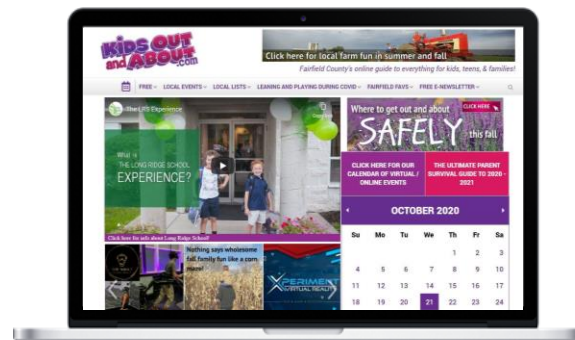 KIDS OUT
and ABOUT
.com
Click here for local farm fun in summer and fall
Fairfield County's online guide to everything for kids, teens, & families!
FREE LOCAL EVENTS LOCAL LISTS LEANING AND PLAYING DURING COVID FAIRFIELD FAVS FREE E-NEWSLETTER
The LRS Experience
Copy link
What is
THE LONG RIDGE SCHOOL
EXPERIENCE?
Click here for info about Long Ridge School!
Where to get out and about
CLICK HERE
SAFELY this fall
CLICK HERE FOR OUR
CALENDAR OF VIRTUAL /
ONLINE EVENTS
THE ULTIMATE PARENT
SURVIVAL GUIDE TO 2020 -
2021
Nothing says wholesome
fall family fun like a corn
maze!
XPERIMENT
VIRTUAL REALITY
OCTOBER 2020
Su Mo Tu We Th Fr Sa
1 2 3
4 5 6 7 8 9 10
11 12 13 14 15 16 17
18 19 20 21 22 23 24